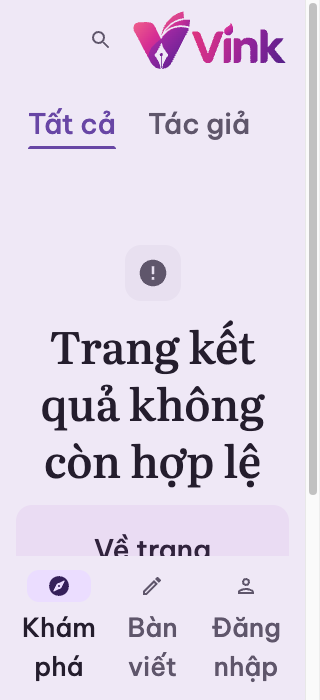 Vink
Tất cả
Tác giả
Trang kết
quả không
còn hợp lệ
Về trang
Khám
phá
Bàn
viết
Đăng
nhập